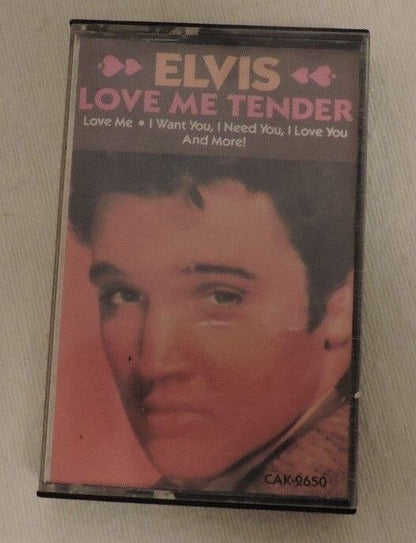 ELVIS
LOVE ME TENDER
Love Me • I Want You, I Need You, I Love You
And More!
CAK-2650